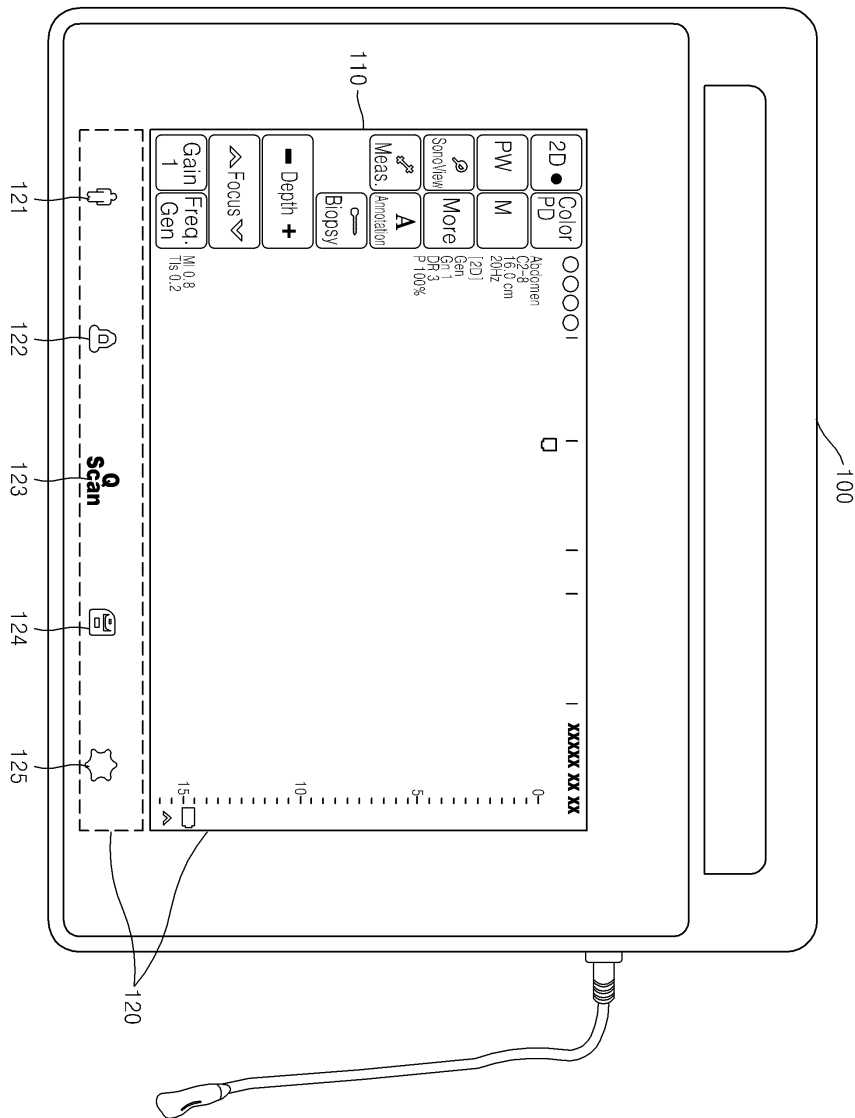 100
2D ● Color PD
XXXXX XX XX
PW M
SonoView More
Meas. A Annotation
Biopsy
− Depth +
Focus
Gain 1 Freq. Gen
Abdomen
C2-8
16.0 cm
20Hz
[2D]
Gen
Gn 1
DR 3
P 100%
MI 0.8
TIs 0.2
0
5
10
15
110
Q
Scan
120
121 122 123 124 125